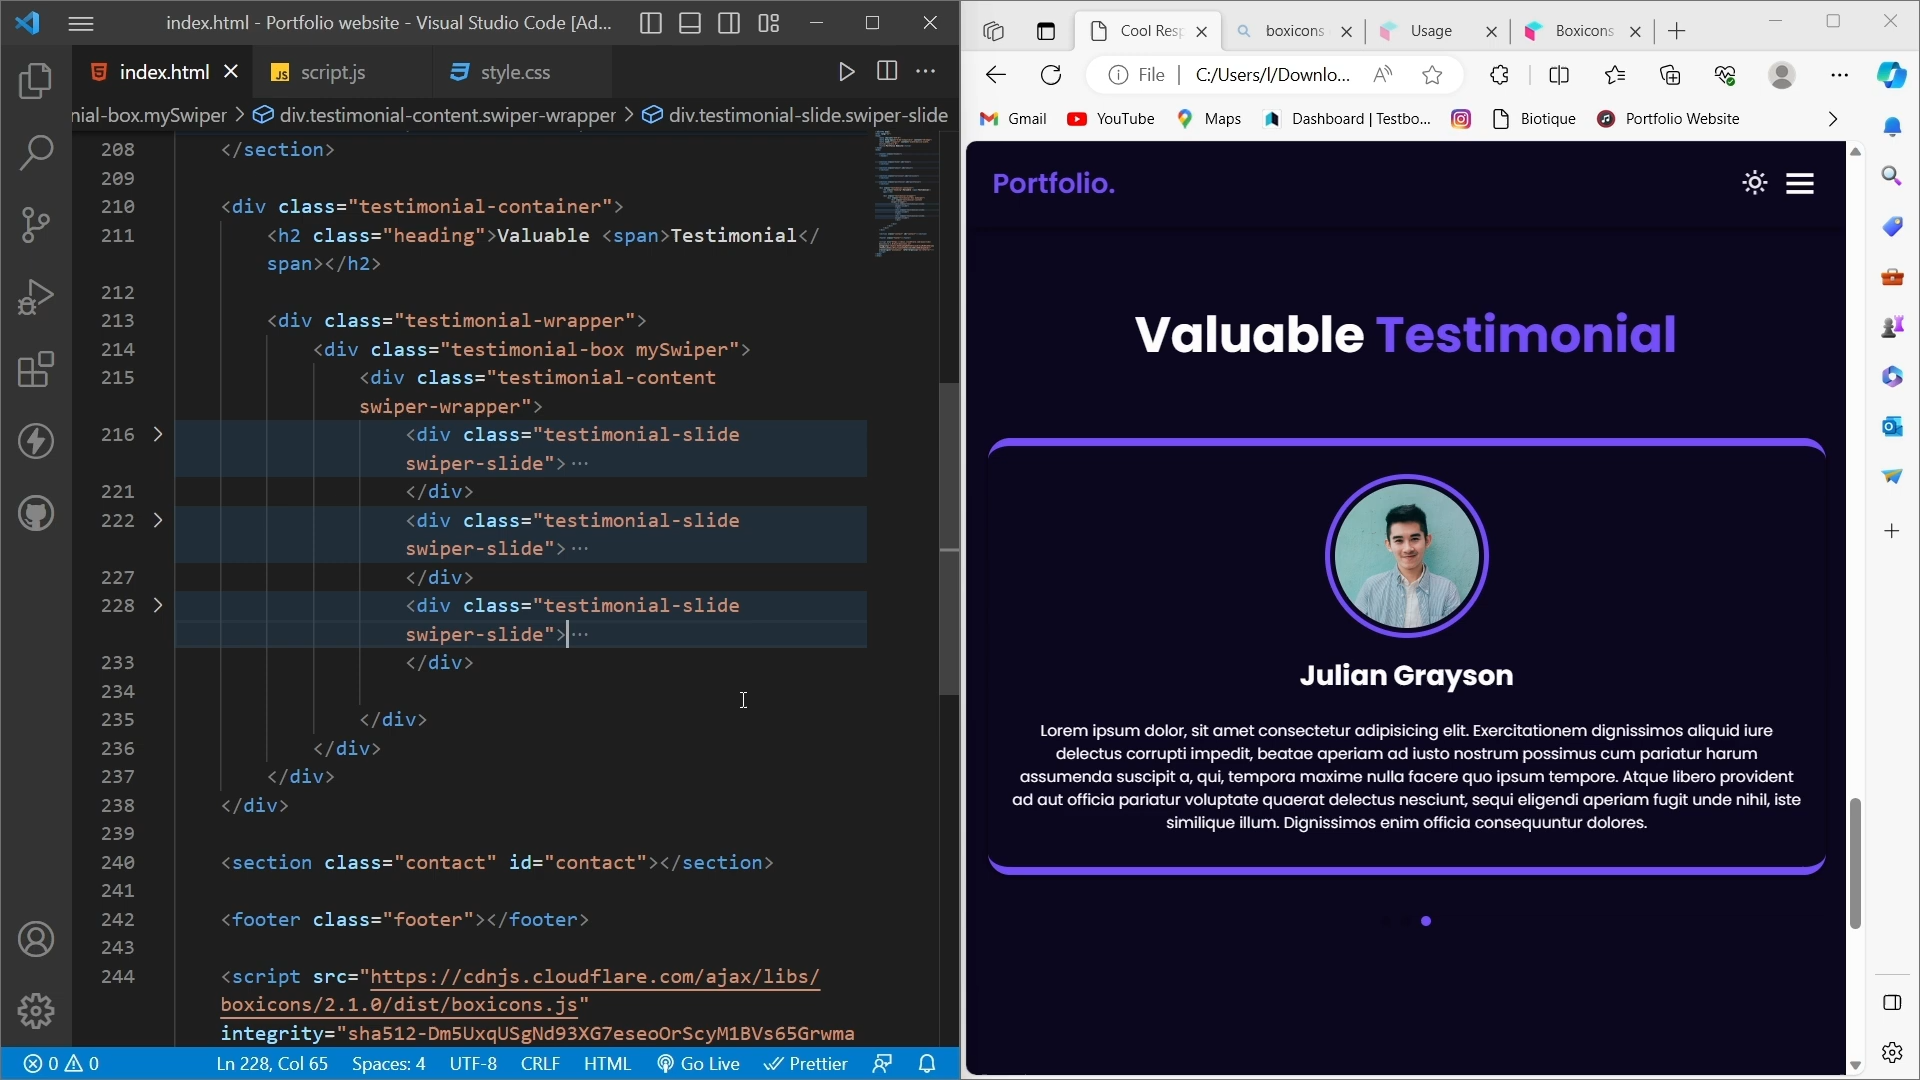 index.html - Portfolio website - Visual Studio Code [Ad...
index.html
script.js
style.css
nial-box.mySwiper > div.testimonial-content.swiper-wrapper > div.testimonial-slide.swiper-slide
208 </section>
209
210 <div class="testimonial-container">
211 <h2 class="heading">Valuable <span>Testimonial</
span></h2>
212
213 <div class="testimonial-wrapper">
214 <div class="testimonial-box mySwiper">
215 <div class="testimonial-content
swiper-wrapper">
216 <div class="testimonial-slide
swiper-slide">···
221 </div>
222 <div class="testimonial-slide
swiper-slide">···
227 </div>
228 <div class="testimonial-slide
swiper-slide">···
233 </div>
234
235 </div>
236 </div>
237 </div>
238 </div>
239
240 <section class="contact" id="contact"></section>
241
242 <footer class="footer"></footer>
243
244 <script src="https://cdnjs.cloudflare.com/ajax/libs/
boxicons/2.1.0/dist/boxicons.js"
integrity="sha512-Dm5UxqUSgNd93XG7eseoOrScyM1BVs65Grwma
0 0 Ln 228, Col 65 Spaces: 4 UTF-8 CRLF HTML Go Live Prettier
Cool Resp
boxicons
Usage
Boxicons
File | C:/Users/l/Downlo...
Gmail YouTube Maps Dashboard | Testbo... Biotique Portfolio Website
Portfolio.
Valuable Testimonial
Julian Grayson
Lorem ipsum dolor, sit amet consectetur adipisicing elit. Exercitationem dignissimos aliquid iure
delectus corrupti impedit, beatae aperiam ad iusto nostrum possimus cum pariatur harum
assumenda suscipit a, qui, tempora maxime nulla facere quo ipsum tempore. Atque libero provident
ad aut officia pariatur voluptate quaerat delectus nesciunt, sequi eligendi aperiam fugit unde nihil, iste
similique illum. Dignissimos enim officia consequuntur dolores.